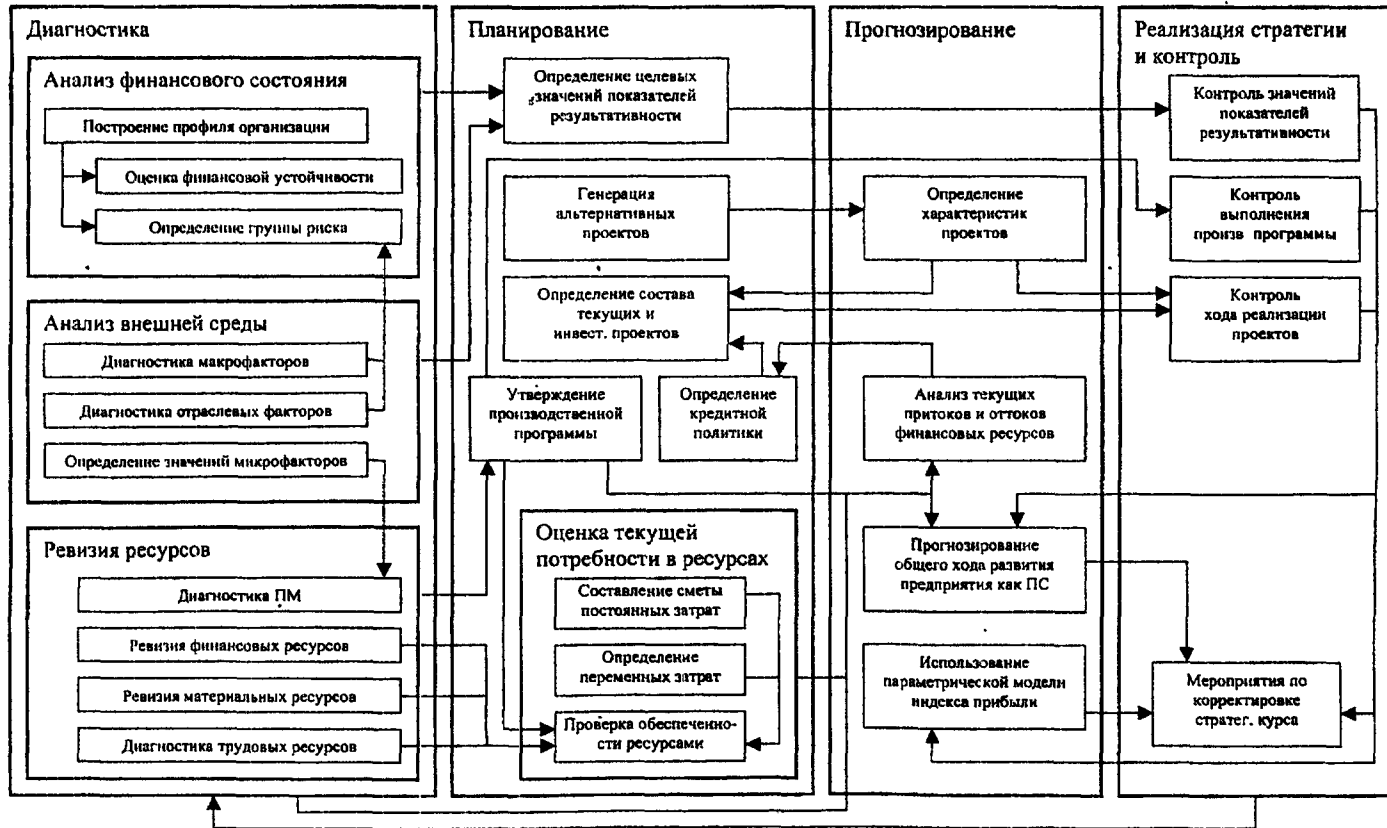 Диагностика
Анализ финансового состояния
Построение профиля организации
Оценка финансовой устойчивости
Определение группы риска
Анализ внешней среды
Диагностика макрофакторов
Диагностика отраслевых факторов
Определение значений микрофакторов
Ревизия ресурсов
Диагностика ПМ
Ревизия финансовых ресурсов
Ревизия материальных ресурсов
Диагностика трудовых ресурсов
Планирование
Определение целевых
значений показателей
результативности
Генерация
альтернативных
проектов
Определение состава
текущих и
инвест. проектов
Утверждение
производственной
программы
Определение
кредитной
политики
Оценка текущей
потребности в ресурсах
Составление сметы
постоянных затрат
Определение
переменных затрат
Проверка обеспеченно-
сти ресурсами
Прогнозирование
Определение
характеристик
проектов
Анализ текущих
притоков и оттоков
финансовых ресурсов
Прогнозирование
общего хода развития
предприятия как ПС
Использование
параметрической модели
индекса прибыли
Реализация стратегии
и контроль
Контроль значений
показателей
результативности
Контроль
выполнения
произв программы
Контроль
хода реализации
проектов
Мероприятия по
корректировке
стратег. курса